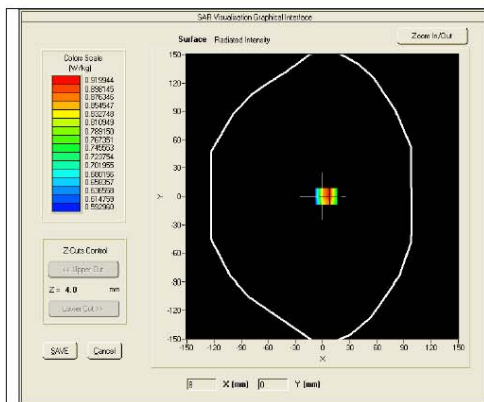 SAR Visualisation Graphical Interface
Surface Radiated Intensity
Zoom In/Out
Colors Scale
(W/kg)
0.919944
0.898145
0.876346
0.854547
0.832748
0.810949
0.789150
0.767351
0.745553
0.723754
0.701955
0.680156
0.658357
0.636558
0.614759
0.592960
Z-Cuts Control
<< Upper Cut
Z = 4.0 mm
Lower Cut >>
SAVE Cancel
150
120
90
60
30
0
-30
-60
-90
-120
-150
Y
-150 -120 -90 -60 -30 0 30 60 90 120 150
X
8 X (mm) 0 Y (mm)